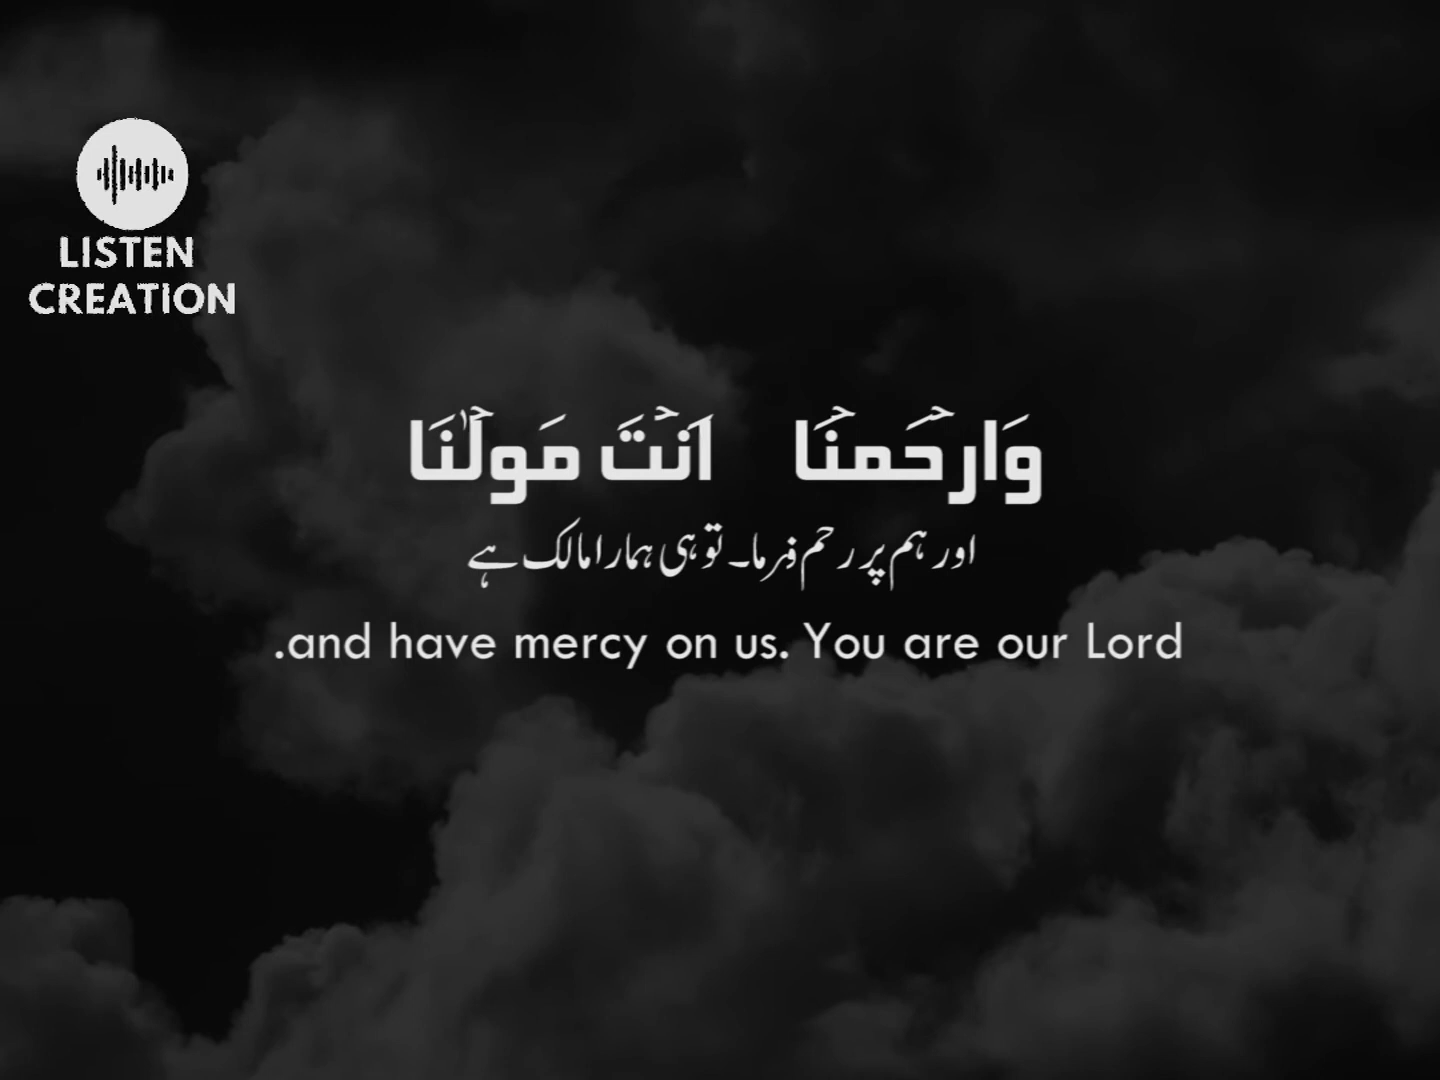 LISTEN
CREATION
وَارۡحَمۡنَا اَنۡتَ مَوۡلٰٮنَا
اور ہم پر رحم فرما۔ تو ہی ہمارا مالک ہے
.and have mercy on us. You are our Lord